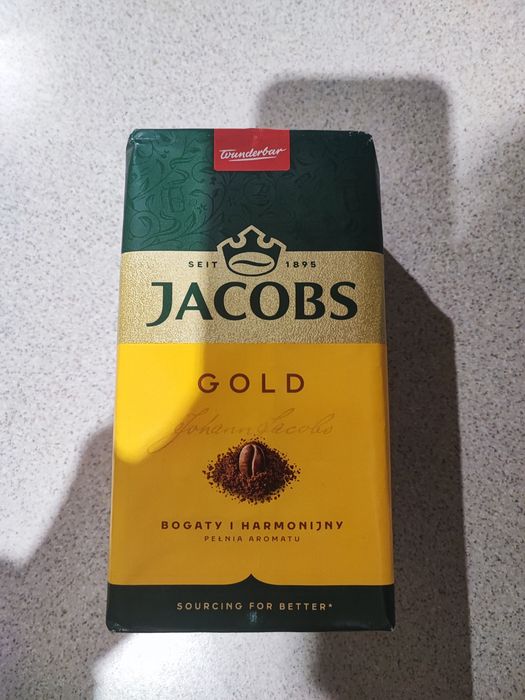 Wunderbar
SEIT 1895
JACOBS
GOLD
Johann Jacobs
BOGATY I HARMONIJNY
PEŁNIA AROMATU
SOURCING FOR BETTER*